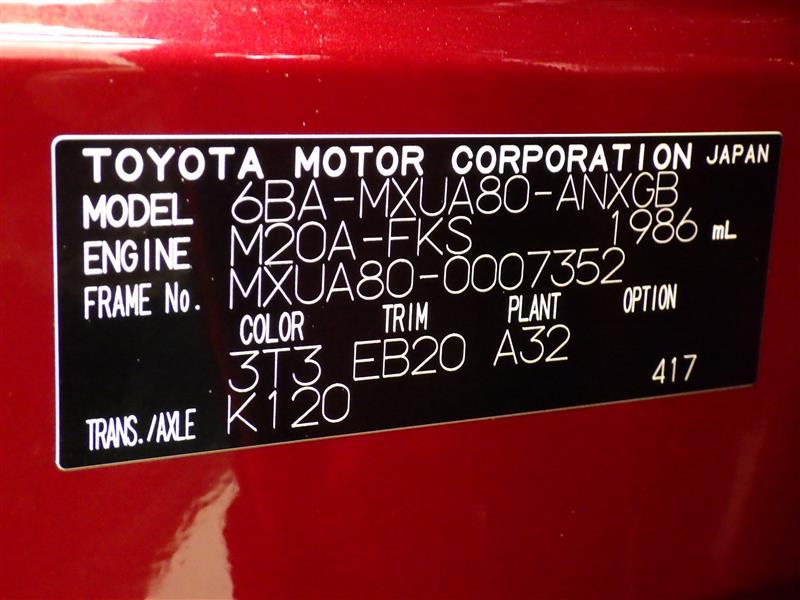 TOYOTA MOTOR CORPORATION JAPAN
MODEL 6BA-MXUA80-ANXGB
ENGINE M20A-FKS 1986 mL
FRAME No. MXUA80-0007352
COLOR TRIM PLANT OPTION
3T3 EB20 A32
417
TRANS./AXLE K120